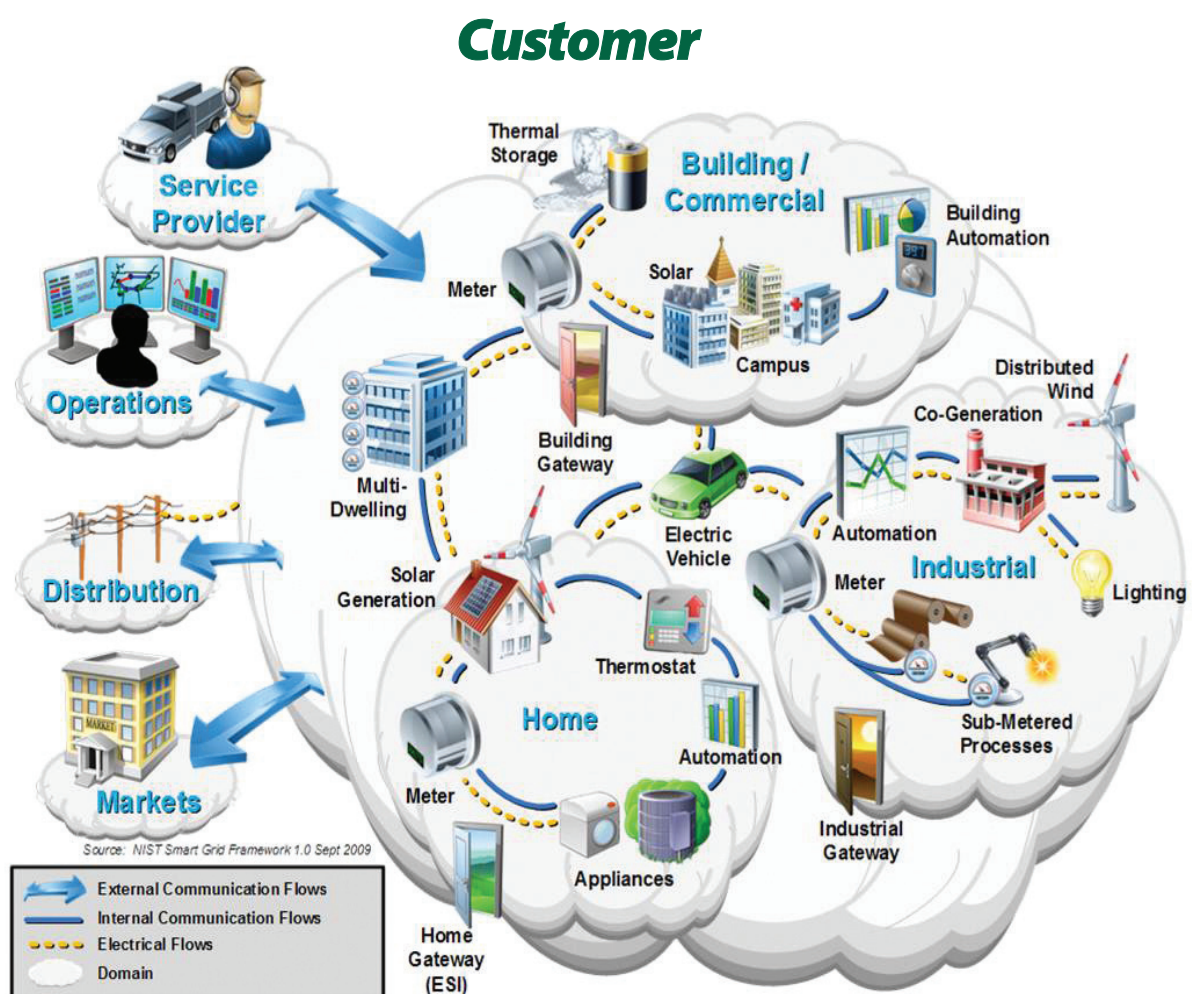 Customer
Service
Provider
Operations
Distribution
MARKET
Markets
Source: NIST Smart Grid Framework 1.0 Sept 2009
External Communication Flows
Internal Communication Flows
Electrical Flows
Domain
Thermal
Storage
Building /
Commercial
Building
Automation
Meter
Solar
Campus
Building
Gateway
Multi-
Dwelling
Electric
Vehicle
Distributed
Wind
Co-Generation
Automation
Industrial
Meter
Lighting
Sub-Metered
Processes
Industrial
Gateway
Solar
Generation
Thermostat
Home
Automation
Meter
Appliances
Home
Gateway
(ESI)